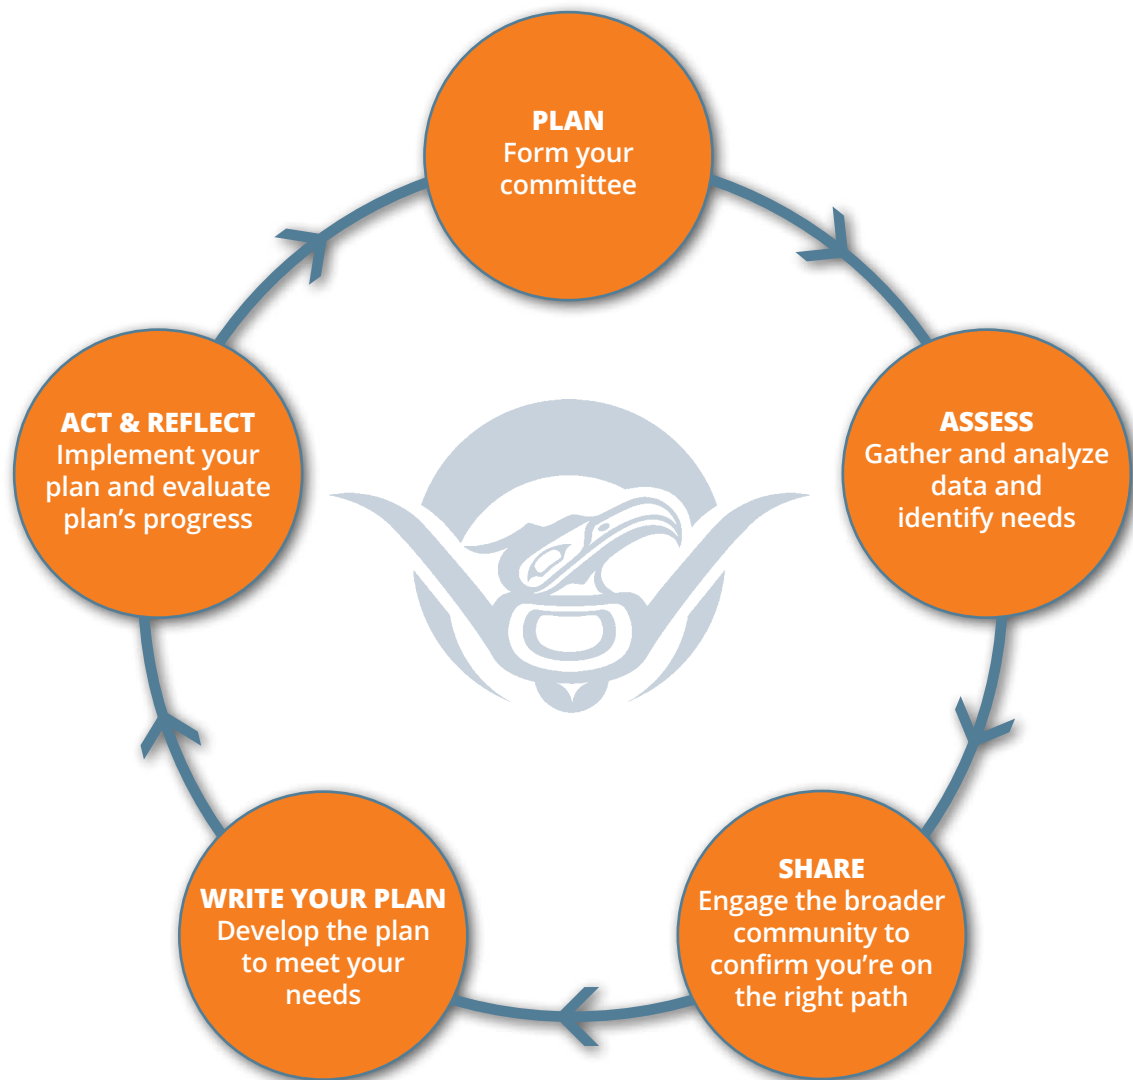 PLAN
Form your
committee
ASSESS
Gather and analyze
data and
identify needs
SHARE
Engage the broader
community to
confirm you’re on
the right path
WRITE YOUR PLAN
Develop the plan
to meet your
needs
ACT & REFLECT
Implement your
plan and evaluate
plan’s progress